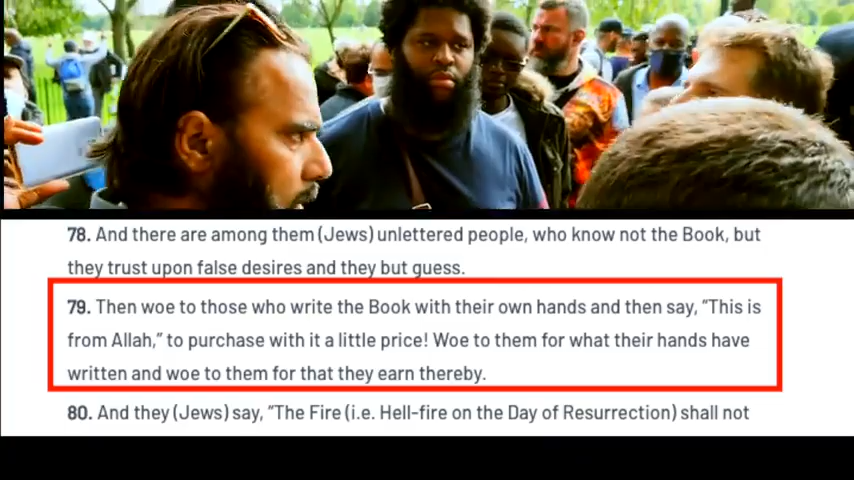 78. And there are among them (Jews) unlettered people, who know not the Book, but
they trust upon false desires and they but guess.
79. Then woe to those who write the Book with their own hands and then say, "This is
from Allah," to purchase with it a little price! Woe to them for what their hands have
written and woe to them for that they earn thereby.
80. And they (Jews) say, "The Fire (i.e. Hell-fire on the Day of Resurrection) shall not